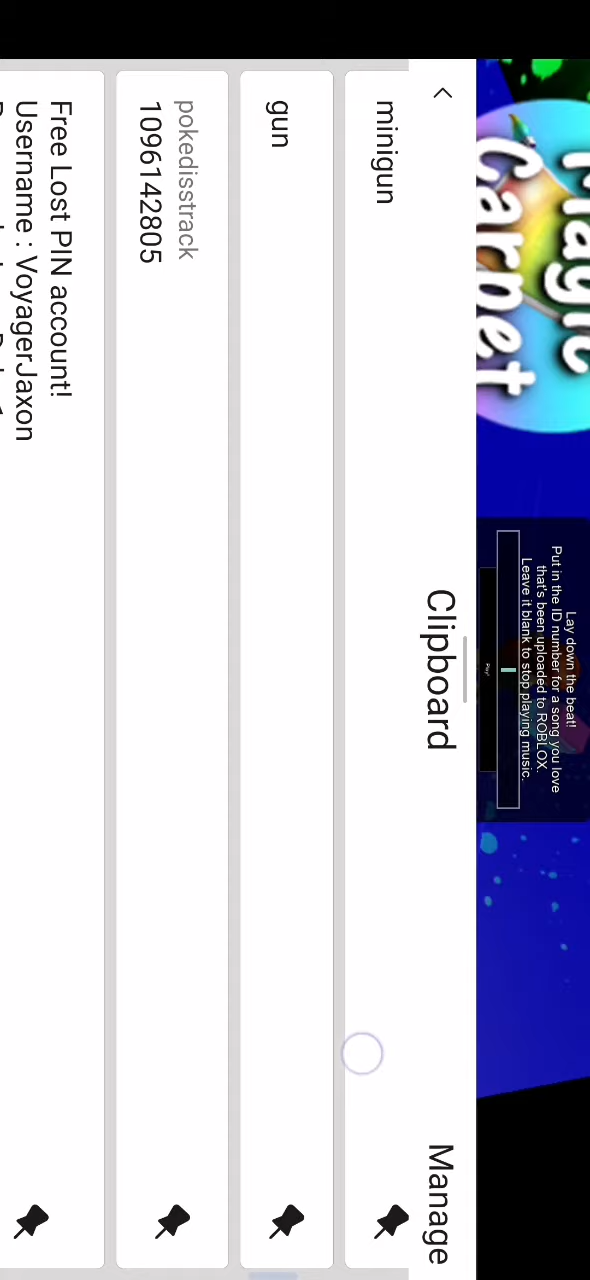 Magic
Carpet
Lay down the beat!
Put in the ID number for a song you love
that's been uploaded to ROBLOX.
Leave it blank to stop playing music.
Play!
Clipboard
Manage
minigun
gun
pokedisstrack
1096142805
Free Lost PIN account!
Username : VoyagerJaxon